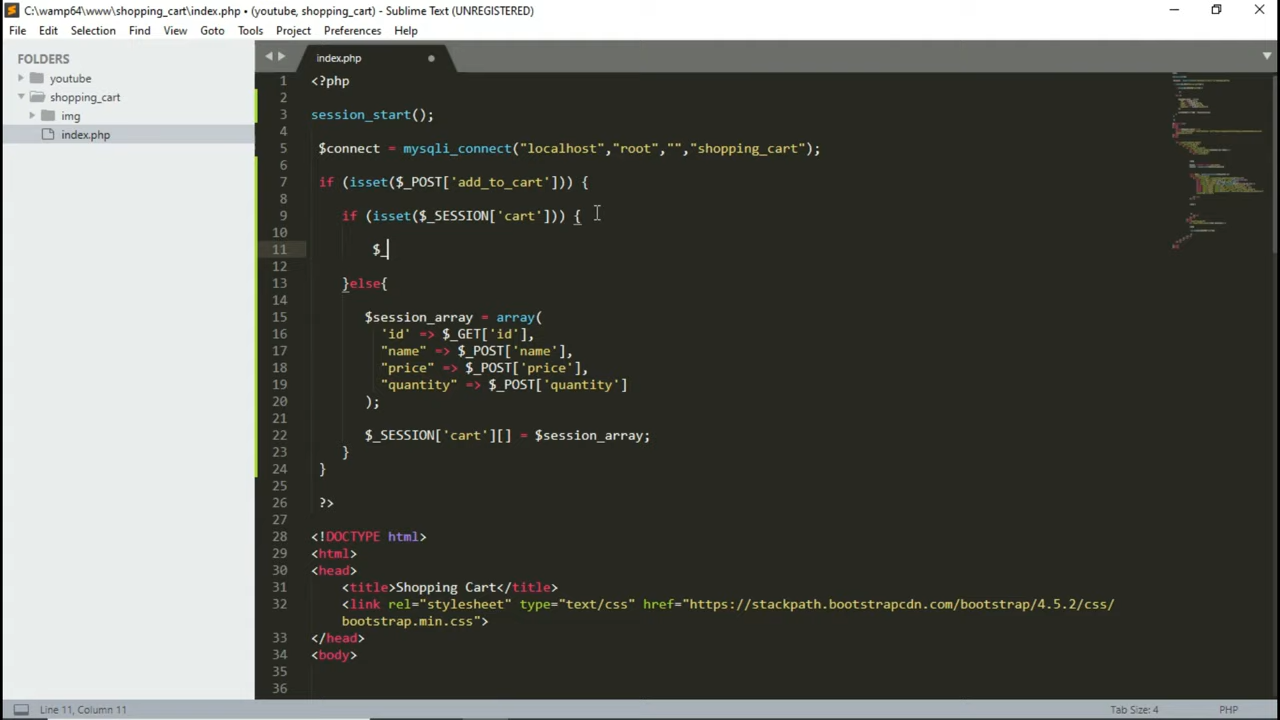 C:\wamp64\www\shopping_cart\index.php • (youtube, shopping_cart) - Sublime Text (UNREGISTERED)
File Edit Selection Find View Goto Tools Project Preferences Help
FOLDERS
youtube
shopping_cart
img
index.php
index.php
1 <?php
2
3 session_start();
4
5 $connect = mysqli_connect("localhost","root","","shopping_cart");
6
7 if (isset($_POST['add_to_cart'])) {
8
9 if (isset($_SESSION['cart'])) {
10
11 $_
12
13 }else{
14
15 $session_array = array(
16 'id' => $_GET['id'],
17 "name" => $_POST['name'],
18 "price" => $_POST['price'],
19 "quantity" => $_POST['quantity']
20 );
21
22 $_SESSION['cart'][] = $session_array;
23 }
24 }
25
26 ?>
27
28 <!DOCTYPE html>
29 <html>
30 <head>
31 <title>Shopping Cart</title>
32 <link rel="stylesheet" type="text/css" href="https://stackpath.bootstrapcdn.com/bootstrap/4.5.2/css/
bootstrap.min.css">
33 </head>
34 <body>
35
36
Line 11, Column 11 Tab Size: 4 PHP